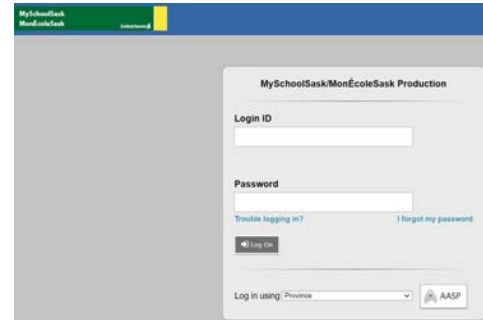 MySchoolSask
MonÉcoleSask
Saskatchewan
MySchoolSask/MonÉcoleSask Production
Login ID
Password
Trouble logging in? I forgot my password
Log On
Log in using Province AASP